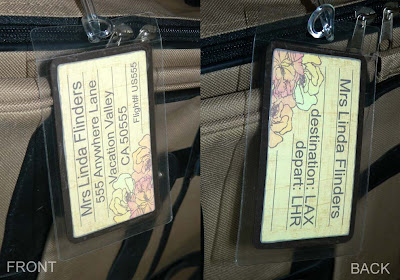 Mrs Linda Flinders
555 Anywhere Lane
Vacation Valley
CA 50555
Flight# US555
FRONT
Mrs Linda Flinders
destination: LAX
depart: LHR
BACK